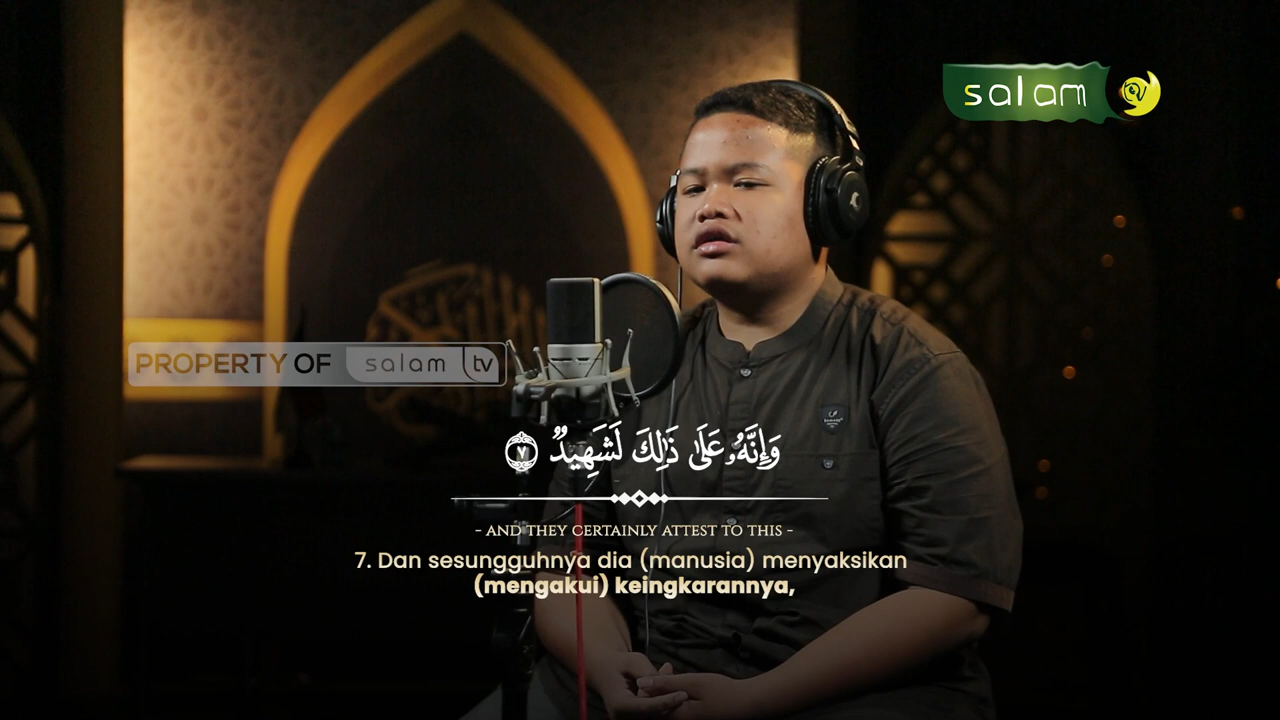 salam
PROPERTY OF salam tv
وَإِنَّهُۥ عَلَىٰ ذَٰلِكَ لَشَهِيدٌ ٧
- AND THEY CERTAINLY ATTEST TO THIS -
7. Dan sesungguhnya dia (manusia) menyaksikan
(mengakui) keingkarannya,